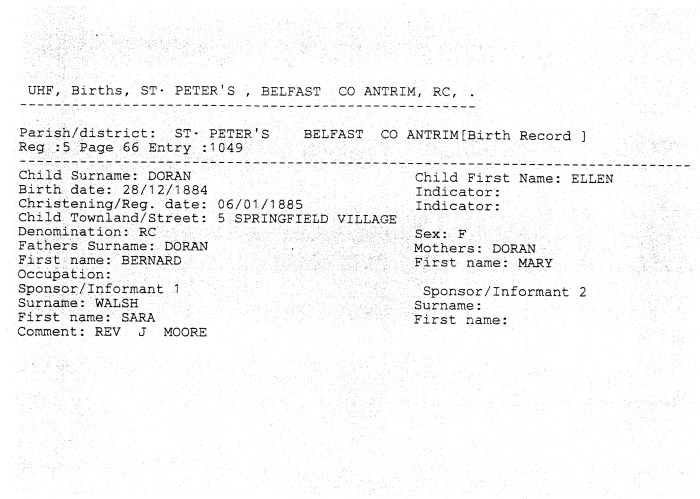 UHF, Births, ST. PETER'S , BELFAST CO ANTRIM, RC, .
Parish/district: ST. PETER'S BELFAST CO ANTRIM[Birth Record ]
Reg :5 Page 66 Entry :1049
Child Surname: DORAN Child First Name: ELLEN
Birth date: 28/12/1884 Indicator:
Christening/Reg. date: 06/01/1885 Indicator:
Child Townland/Street: 5 SPRINGFIELD VILLAGE
Denomination: RC Sex: F
Fathers Surname: DORAN Mothers: DORAN
First name: BERNARD First name: MARY
Occupation:
Sponsor/Informant 1 Sponsor/Informant 2
Surname: WALSH Surname:
First name: SARA First name:
Comment: REV J MOORE